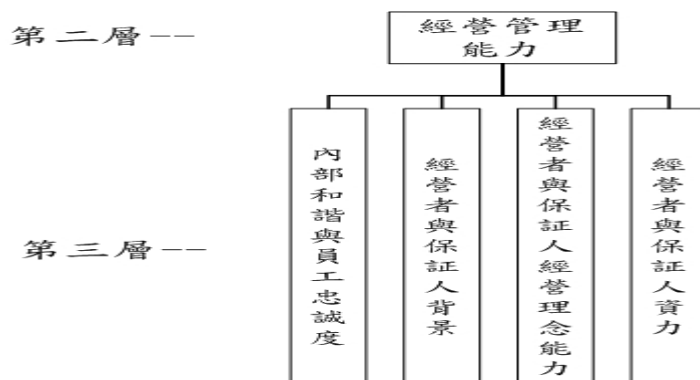 第二層--
經營管理
能力
第三層--
內部和諧與員工忠誠度
經營者與保証人背景
經營者與保証人經營理念能力
經營者與保証人資力